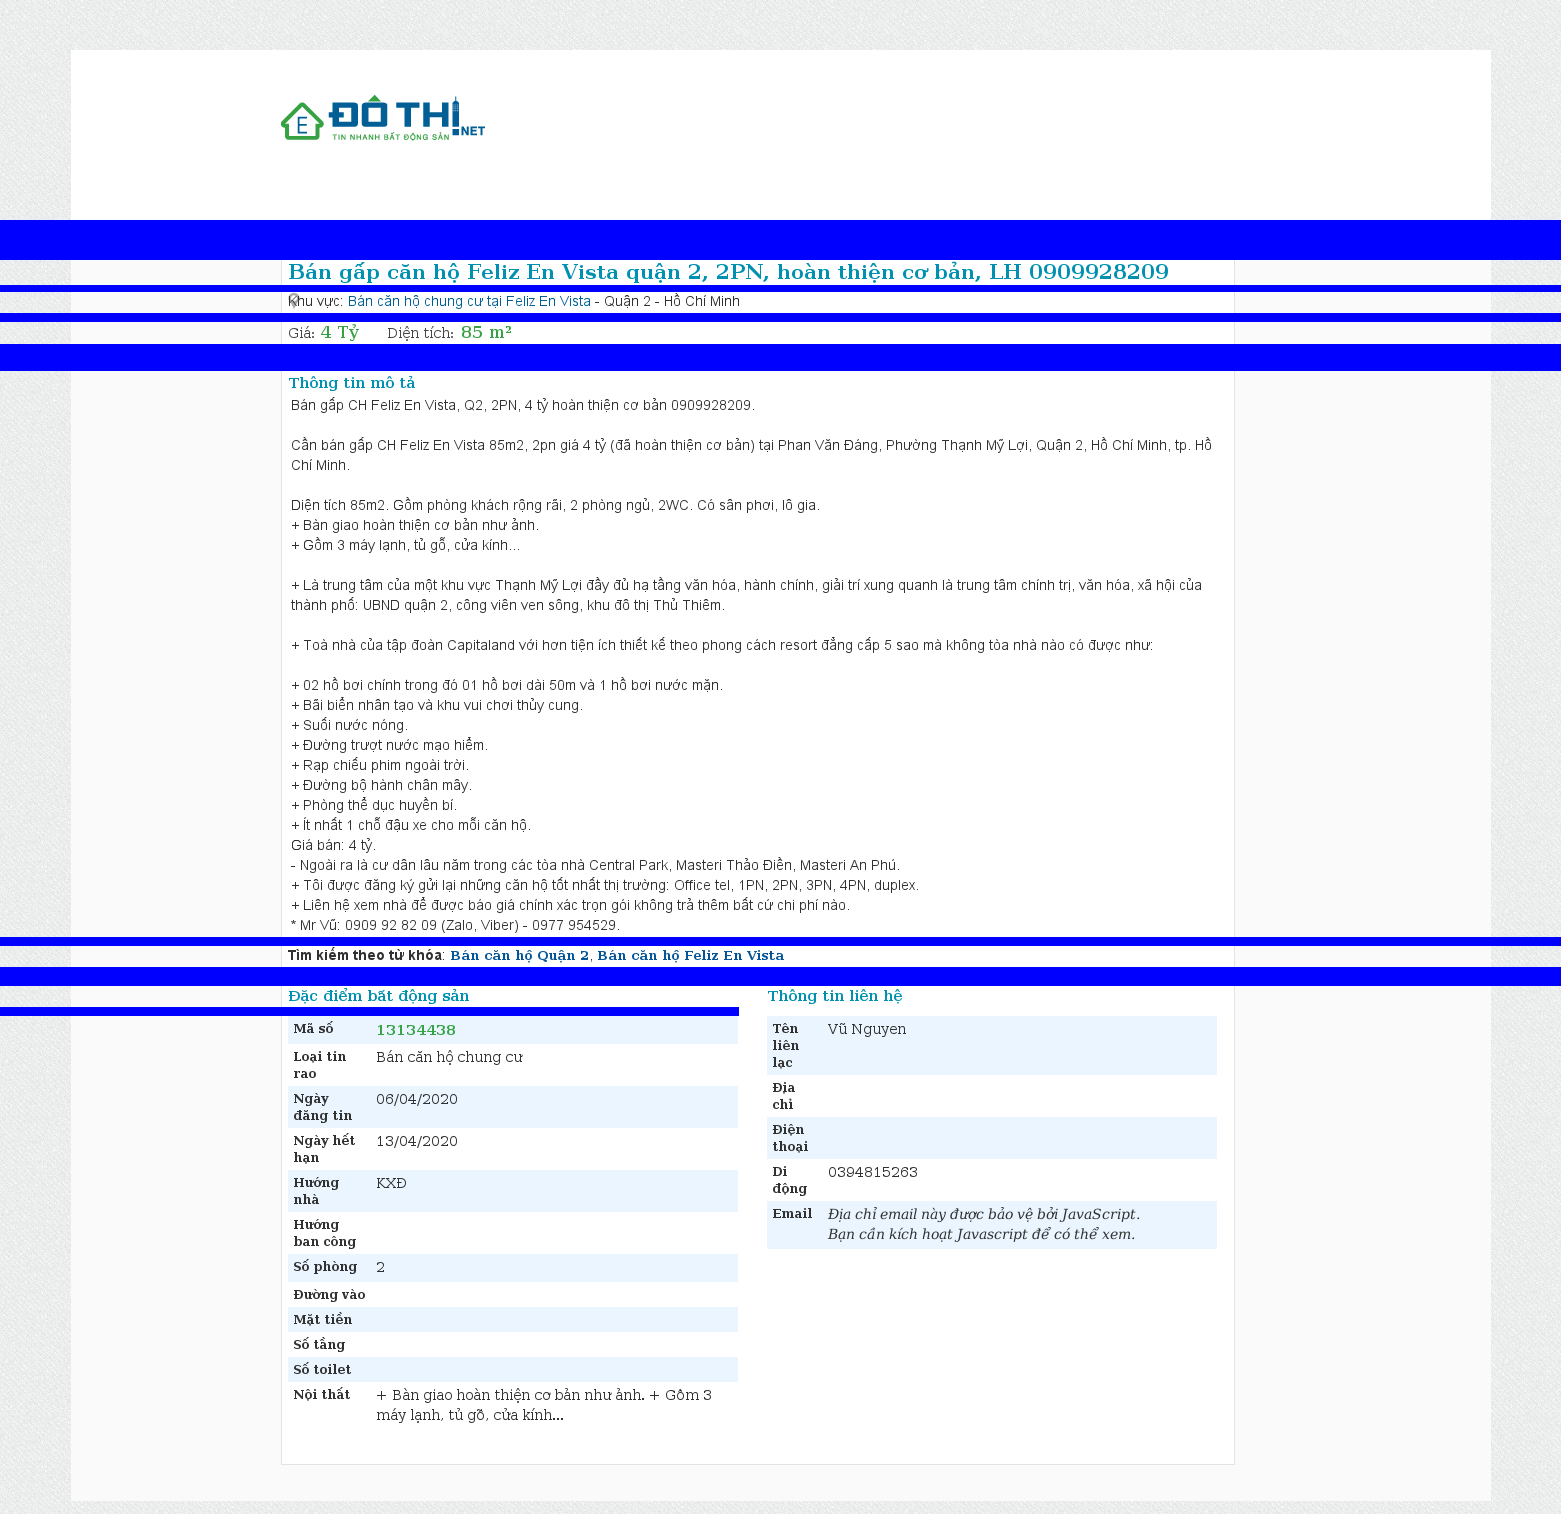 E ĐÔ THỊ.NET
TIN NHANH BẤT ĐỘNG SẢN
Bán gấp căn hộ Feliz En Vista quận 2, 2PN, hoàn thiện cơ bản, LH 0909928209
Khu vực: Bán căn hộ chung cư tại Feliz En Vista - Quận 2 - Hồ Chí Minh
Giá: 4 Tỷ Diện tích: 85 m²
Thông tin mô tả
Bán gấp CH Feliz En Vista, Q2, 2PN, 4 tỷ hoàn thiện cơ bản 0909928209.
Cần bán gấp CH Feliz En Vista 85m2, 2pn giá 4 tỷ (đã hoàn thiện cơ bản) tại Phan Văn Đáng, Phường Thạnh Mỹ Lợi, Quận 2, Hồ Chí Minh, tp. Hồ
Chí Minh.
Diện tích 85m2. Gồm phòng khách rộng rãi, 2 phòng ngủ, 2WC. Có sân phơi, lô gia.
+ Bàn giao hoàn thiện cơ bản như ảnh.
+ Gồm 3 máy lạnh, tủ gỗ, cửa kính...
+ Là trung tâm của một khu vực Thạnh Mỹ Lợi đầy đủ hạ tầng văn hóa, hành chính, giải trí xung quanh là trung tâm chính trị, văn hóa, xã hội của
thành phố: UBND quận 2, công viên ven sông, khu đô thị Thủ Thiêm.
+ Toà nhà của tập đoàn Capitaland với hơn tiện ích thiết kế theo phong cách resort đẳng cấp 5 sao mà không tòa nhà nào có được như:
+ 02 hồ bơi chính trong đó 01 hồ bơi dài 50m và 1 hồ bơi nước mặn.
+ Bãi biển nhân tạo và khu vui chơi thủy cung.
+ Suối nước nóng.
+ Đường trượt nước mạo hiểm.
+ Rạp chiếu phim ngoài trời.
+ Đường bộ hành chân mây.
+ Phòng thể dục huyền bí.
+ Ít nhất 1 chỗ đậu xe cho mỗi căn hộ.
Giá bán: 4 tỷ.
- Ngoài ra là cư dân lâu năm trong các tòa nhà Central Park, Masteri Thảo Điền, Masteri An Phú.
+ Tôi được đăng ký gửi lại những căn hộ tốt nhất thị trường: Office tel, 1PN, 2PN, 3PN, 4PN, duplex.
+ Liên hệ xem nhà để được báo giá chính xác trọn gói không trả thêm bất cứ chi phí nào.
* Mr Vũ: 0909 92 82 09 (Zalo, Viber) - 0977 954529.
Tìm kiếm theo từ khóa: Bán căn hộ Quận 2, Bán căn hộ Feliz En Vista
Đặc điểm bất động sản
Mã số 13134438
Loại tin
rao Bán căn hộ chung cư
Ngày
đăng tin 06/04/2020
Ngày hết
hạn 13/04/2020
Hướng
nhà KXĐ
Hướng
ban công
Số phòng 2
Đường vào
Mặt tiền
Số tầng
Số toilet
Nội thất + Bàn giao hoàn thiện cơ bản như ảnh. + Gồm 3
máy lạnh, tủ gỗ, cửa kính...
Thông tin liên hệ
Tên
liên
lạc Vũ Nguyen
Địa
chỉ
Điện
thoại
Di
động 0394815263
Email Địa chỉ email này được bảo vệ bởi JavaScript.
Bạn cần kích hoạt Javascript để có thể xem.